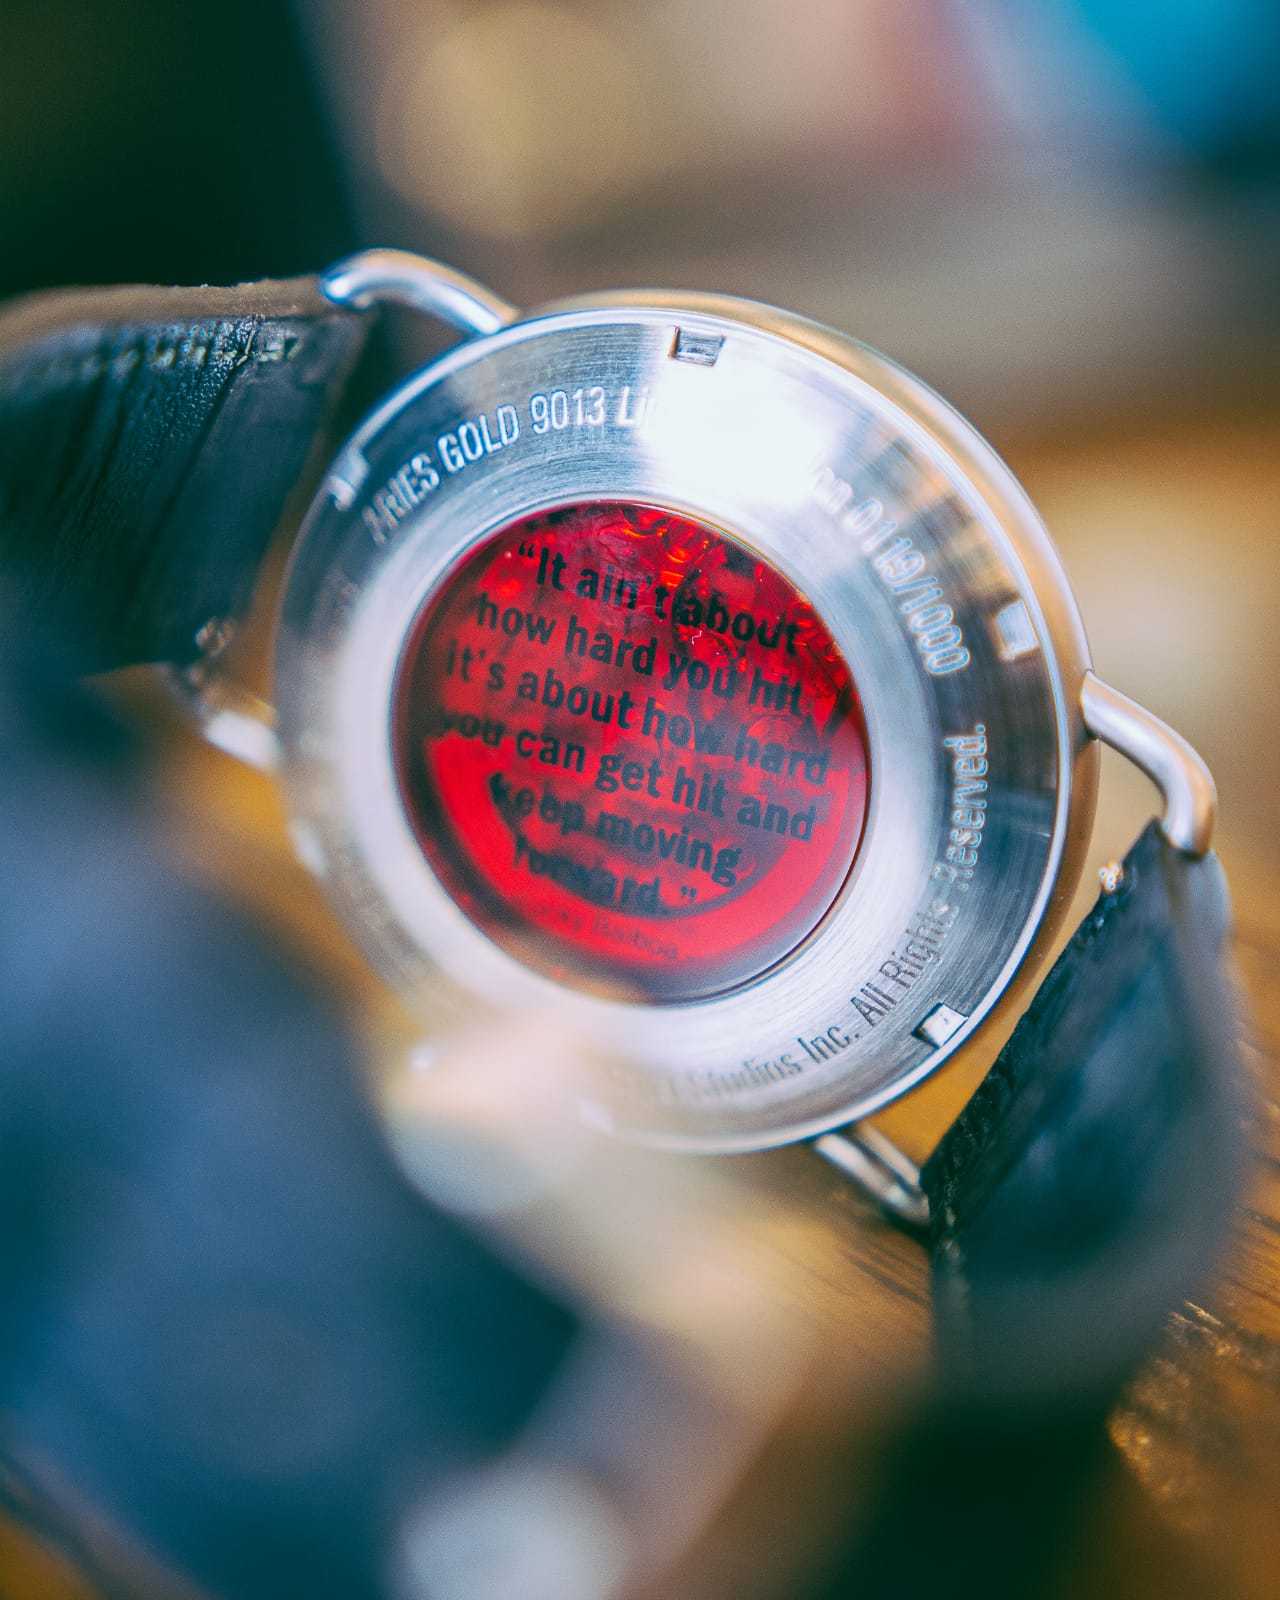 ARIES GOLD 9013 Li
0119/1000
Studios Inc. All Rights Reserved.
“It ain't about
how hard you hit,
it's about how hard
you can get hit and
keep moving
forward.”